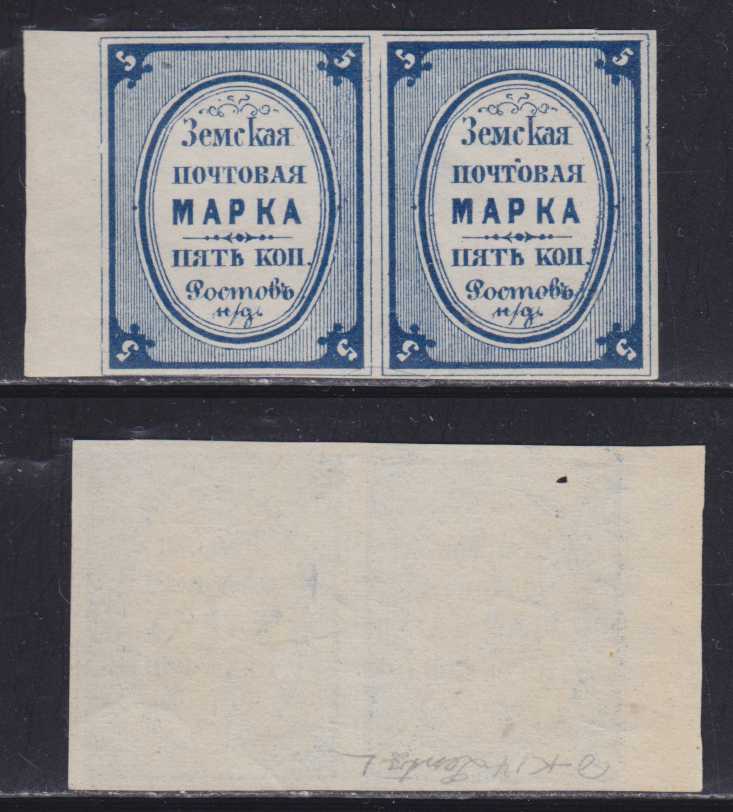 5 5
Земская
почтовая
МАРКА
пять коп.
Ростовъ
н/д.
5 5
5 5
Земская
почтовая
МАРКА
пять коп.
Ростовъ
н/д.
5 5